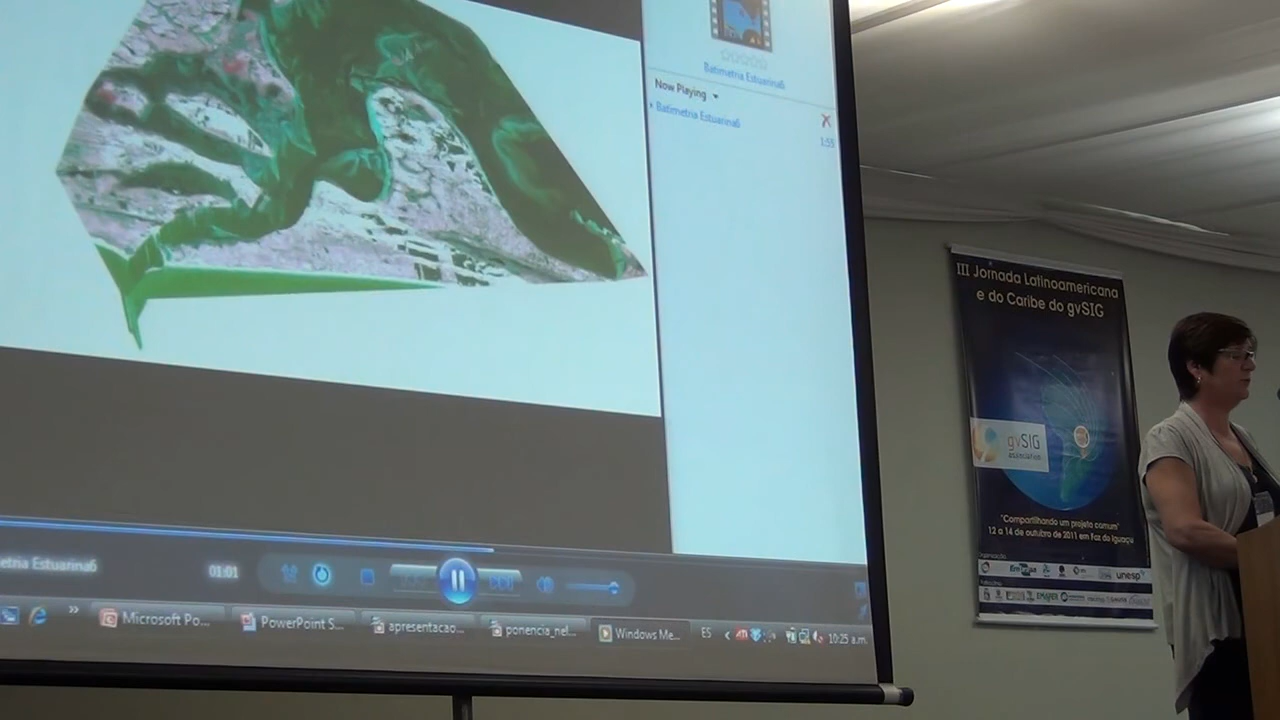 Batimetria Estuarina6
Now Playing
Batimetria Estuarina6
1:55
etria Estuarina6
01:01
Microsoft Po...
PowerPoint S...
apresentacao...
ponencia_nel...
Windows Me...
ES
10:25 a.m.
III Jornada Latinoamericana
e do Caribe do gvSIG
gvSIG
"Compartilhando um projeto comum"
12 a 14 de outubro de 2011 em Foz do Iguaçu
unesp